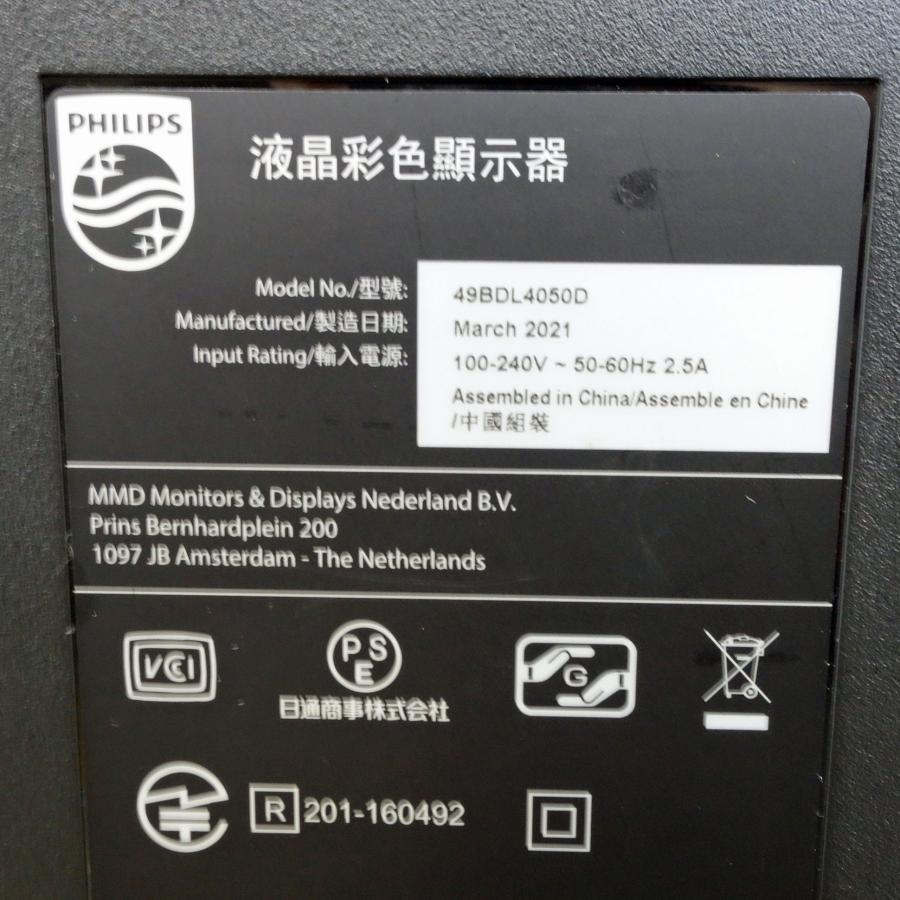 PHILIPS
液晶彩色顯示器
Model No./型號: 49BDL4050D
Manufactured/製造日期: March 2021
Input Rating/輸入電源: 100-240V ~ 50-60Hz 2.5A
Assembled in China/Assemble en Chine
/中國組裝
MMD Monitors & Displays Nederland B.V.
Prins Bernhardplein 200
1097 JB Amsterdam - The Netherlands
VCCI
PSE
G
日通商事株式会社
R 201-160492